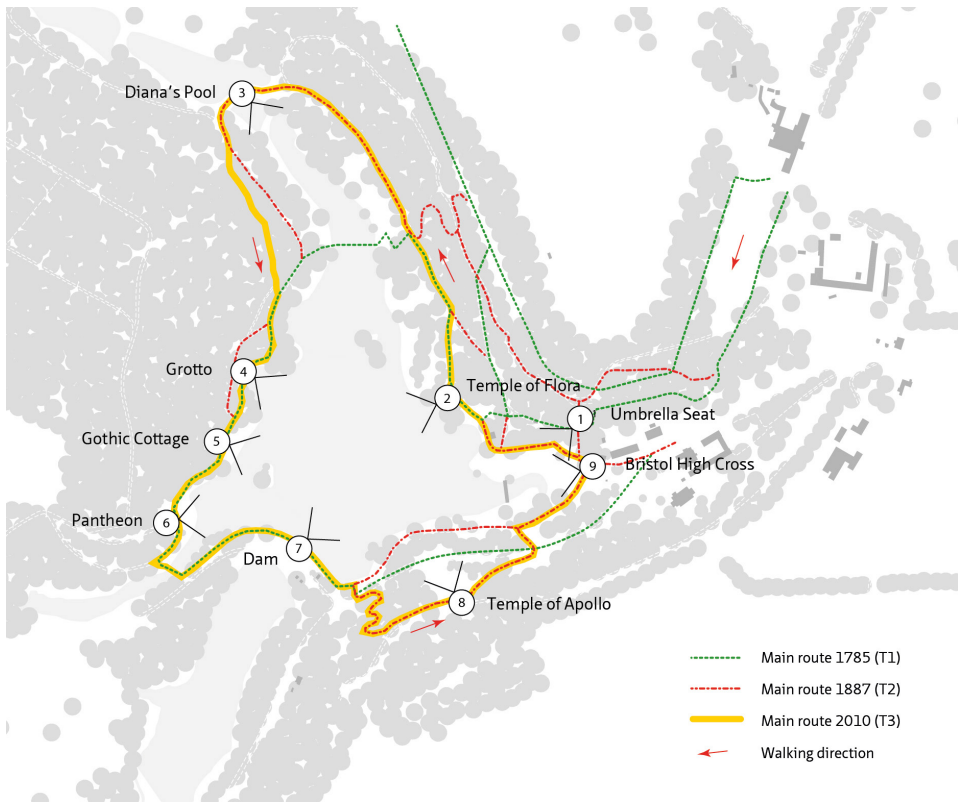 Diana's Pool
3
Grotto
4
2
Temple of Flora
1
Umbrella Seat
Gothic Cottage
5
9
Bristol High Cross
Pantheon
6
7
Dam
8
Temple of Apollo
Main route 1785 (T1)
Main route 1887 (T2)
Main route 2010 (T3)
Walking direction